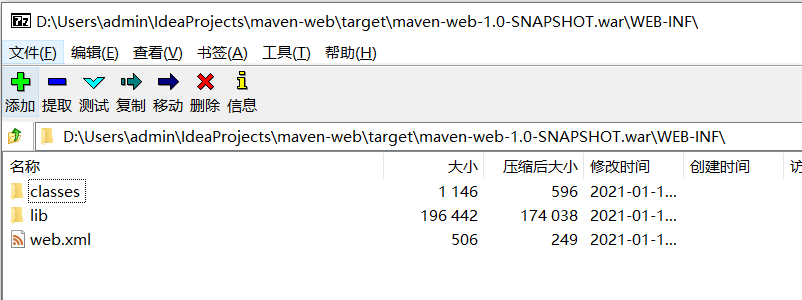 7z D:\Users\admin\IdeaProjects\maven-web\target\maven-web-1.0-SNAPSHOT.war\WEB-INF\
文件(F) 编辑(E) 查看(V) 书签(A) 工具(T) 帮助(H)
添加 提取 测试 复制 移动 删除 信息
D:\Users\admin\IdeaProjects\maven-web\target\maven-web-1.0-SNAPSHOT.war\WEB-INF\
名称 大小 压缩后大小 修改时间 创建时间 访
classes 1 146 596 2021-01-1...
lib 196 442 174 038 2021-01-1...
web.xml 506 249 2021-01-1...